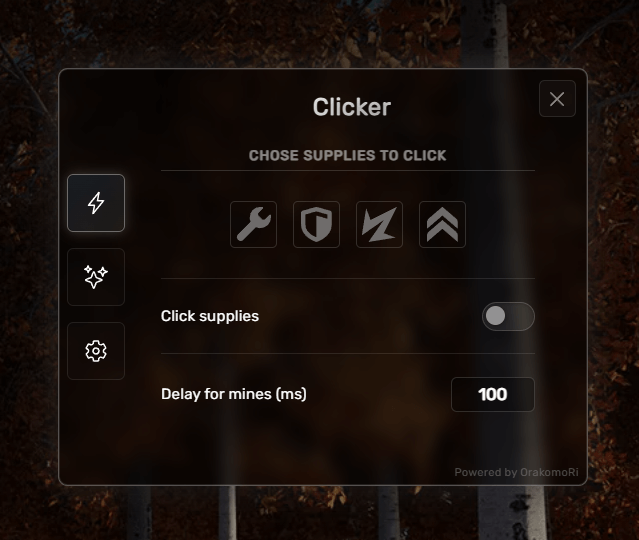 Clicker
CHOSE SUPPLIES TO CLICK
Click supplies
Delay for mines (ms)
100
Powered by OrakomoRi